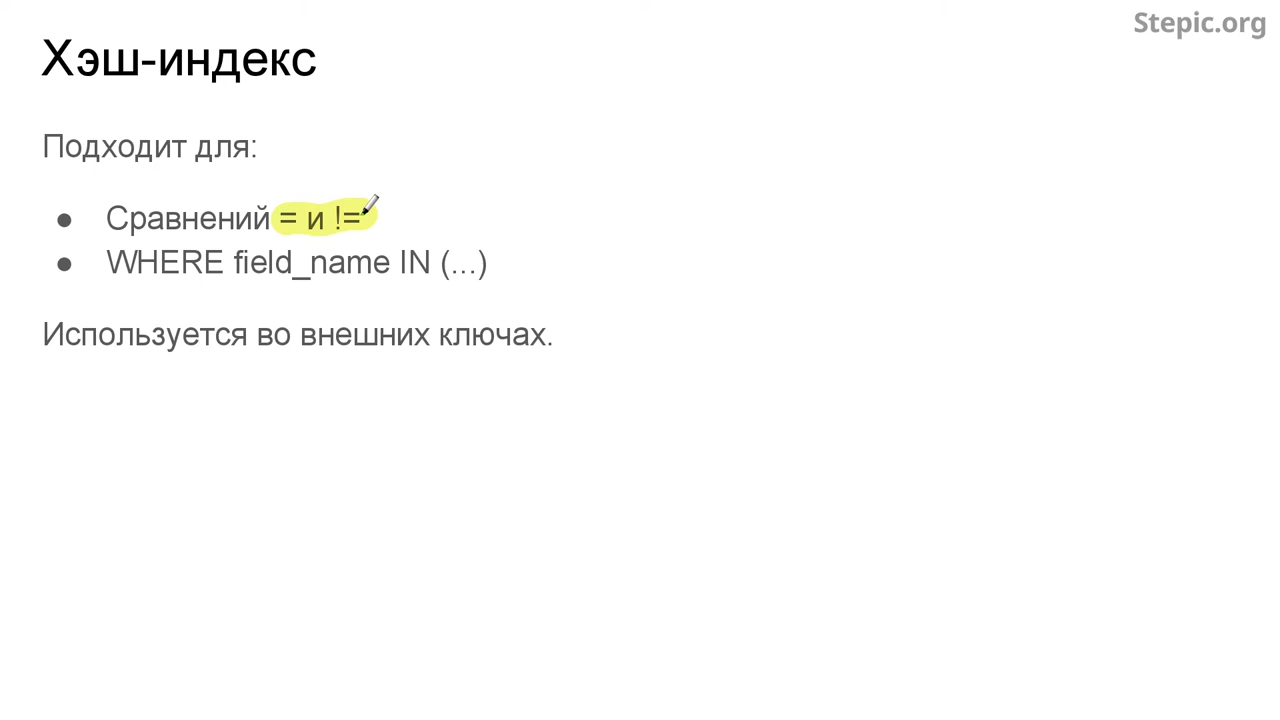 Stepic.org
Хэш-индекс
Подходит для:
● Сравнений = и !=
● WHERE field_name IN (...)
Используется во внешних ключах.